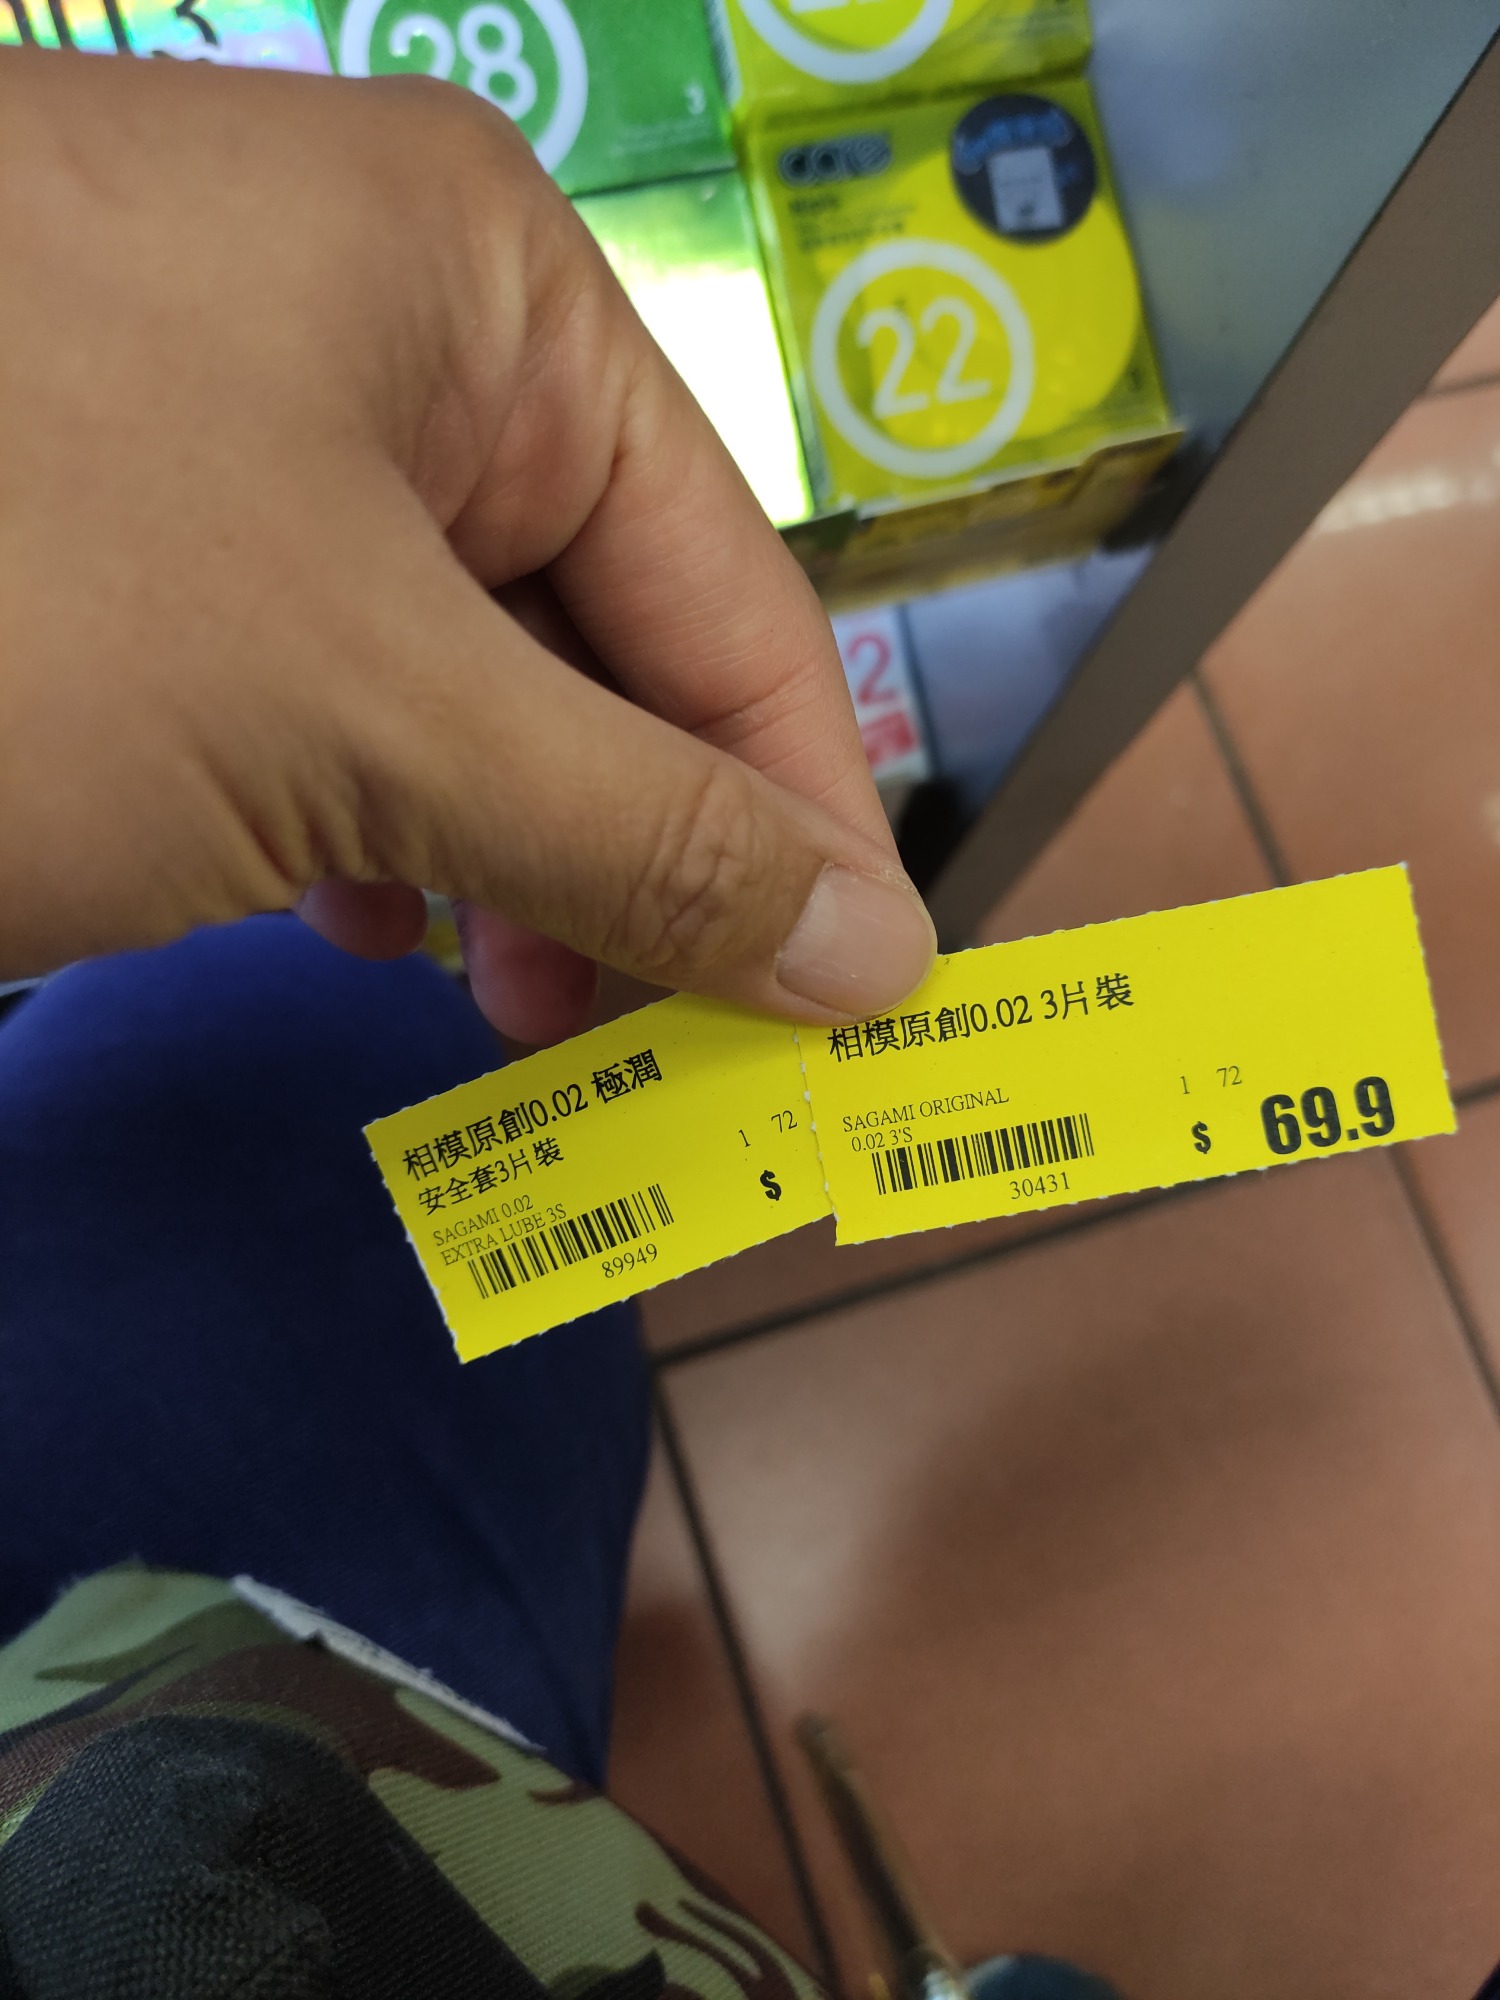 28
3
care
22
2
相模原創0.02 極潤
安全套3片裝
SAGAMI 0.02
EXTRA LUBE 3S
89949
1 72
$
相模原創0.02 3片裝
SAGAMI ORIGINAL
0.02 3'S
30431
1 72
$ 69.9